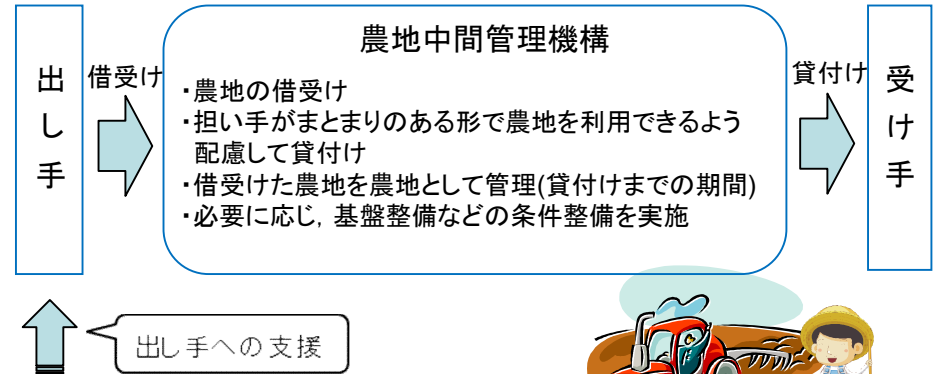 農地中間管理機構
出し手
借受け
・農地の借受け
・担い手がまとまりのある形で農地を利用できるよう
配慮して貸付け
・借受けた農地を農地として管理(貸付けまでの期間)
・必要に応じ,基盤整備などの条件整備を実施
貸付け
受け手
出し手への支援